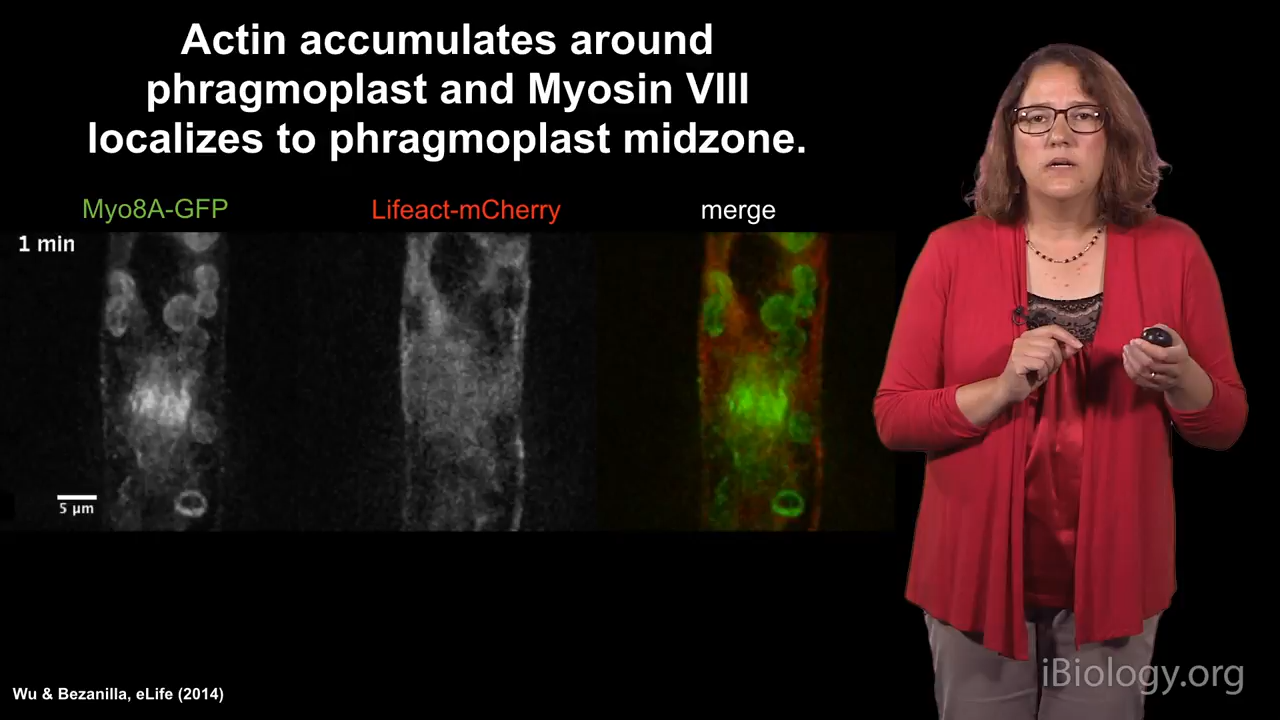 Actin accumulates around
phragmoplast and Myosin VIII
localizes to phragmoplast midzone.
Myo8A-GFP
Lifeact-mCherry
merge
1 min
5 µm
Wu & Bezanilla, eLife (2014)
iBiology.org